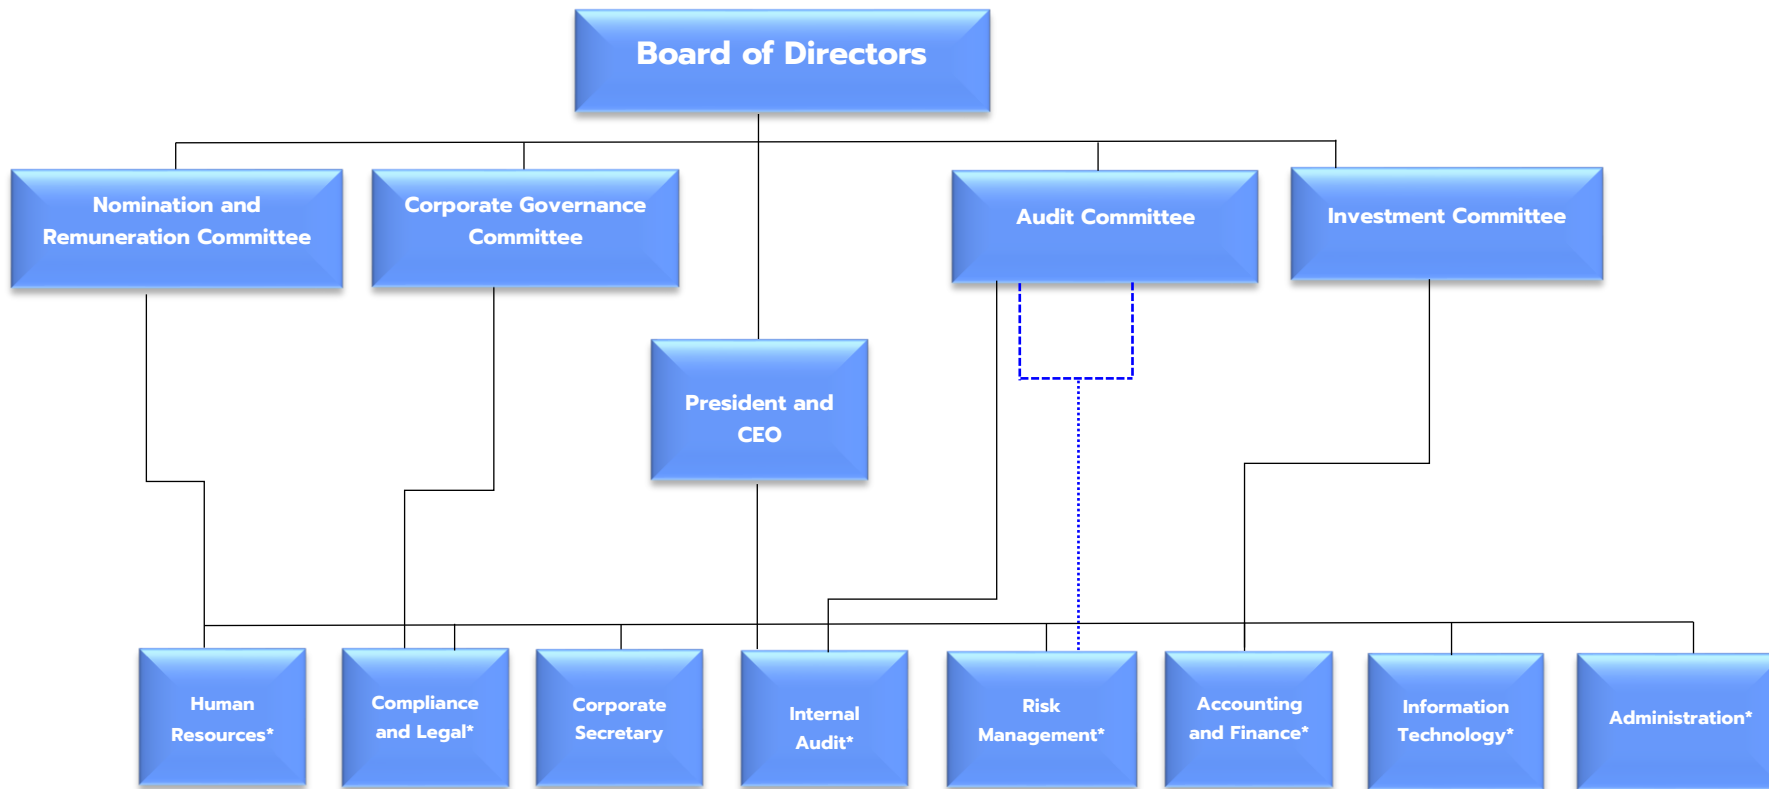 Board of Directors
Nomination and
Remuneration Committee
Corporate Governance
Committee
Audit Committee
Investment Committee
President and
CEO
Human
Resources*
Compliance
and Legal*
Corporate
Secretary
Internal
Audit*
Risk
Management*
Accounting
and Finance*
Information
Technology*
Administration*